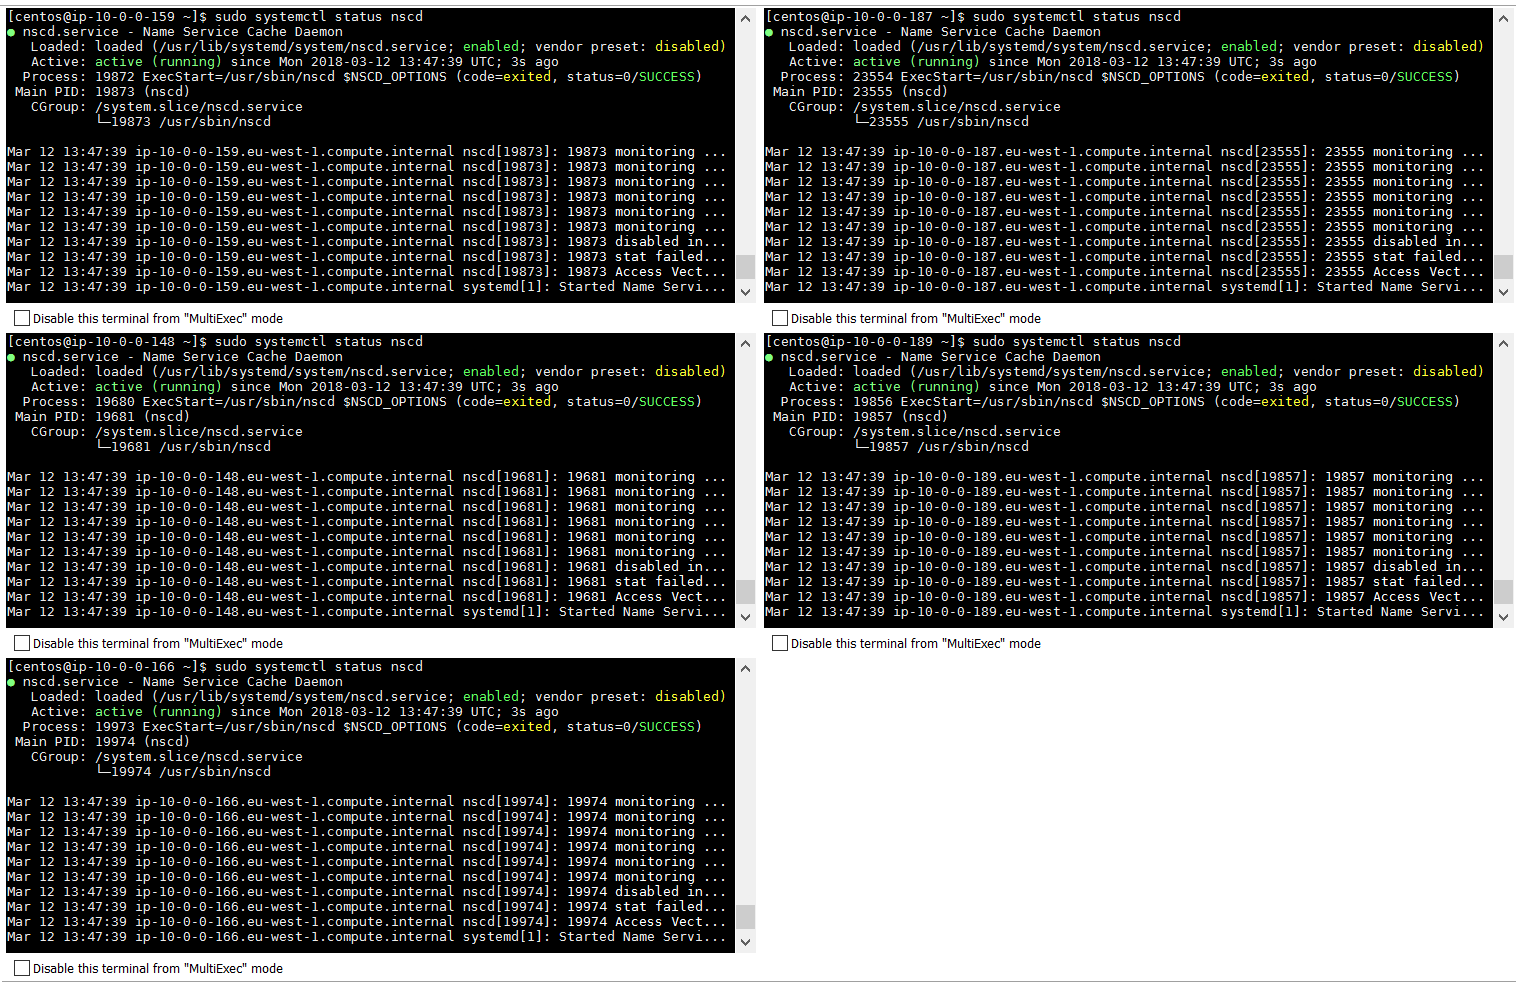 [centos@ip-10-0-0-159 ~]$ sudo systemctl status nscd
● nscd.service - Name Service Cache Daemon
   Loaded: loaded (/usr/lib/systemd/system/nscd.service; enabled; vendor preset: disabled)
   Active: active (running) since Mon 2018-03-12 13:47:39 UTC; 3s ago
  Process: 19872 ExecStart=/usr/sbin/nscd $NSCD_OPTIONS (code=exited, status=0/SUCCESS)
 Main PID: 19873 (nscd)
   CGroup: /system.slice/nscd.service
           └─19873 /usr/sbin/nscd
Mar 12 13:47:39 ip-10-0-0-159.eu-west-1.compute.internal nscd[19873]: 19873 monitoring ...
Mar 12 13:47:39 ip-10-0-0-159.eu-west-1.compute.internal nscd[19873]: 19873 monitoring ...
Mar 12 13:47:39 ip-10-0-0-159.eu-west-1.compute.internal nscd[19873]: 19873 monitoring ...
Mar 12 13:47:39 ip-10-0-0-159.eu-west-1.compute.internal nscd[19873]: 19873 monitoring ...
Mar 12 13:47:39 ip-10-0-0-159.eu-west-1.compute.internal nscd[19873]: 19873 monitoring ...
Mar 12 13:47:39 ip-10-0-0-159.eu-west-1.compute.internal nscd[19873]: 19873 monitoring ...
Mar 12 13:47:39 ip-10-0-0-159.eu-west-1.compute.internal nscd[19873]: 19873 disabled in...
Mar 12 13:47:39 ip-10-0-0-159.eu-west-1.compute.internal nscd[19873]: 19873 stat failed...
Mar 12 13:47:39 ip-10-0-0-159.eu-west-1.compute.internal nscd[19873]: 19873 Access Vect...
Mar 12 13:47:39 ip-10-0-0-159.eu-west-1.compute.internal systemd[1]: Started Name Servi...
Disable this terminal from "MultiExec" mode
[centos@ip-10-0-0-187 ~]$ sudo systemctl status nscd
● nscd.service - Name Service Cache Daemon
   Loaded: loaded (/usr/lib/systemd/system/nscd.service; enabled; vendor preset: disabled)
   Active: active (running) since Mon 2018-03-12 13:47:39 UTC; 3s ago
  Process: 23554 ExecStart=/usr/sbin/nscd $NSCD_OPTIONS (code=exited, status=0/SUCCESS)
 Main PID: 23555 (nscd)
   CGroup: /system.slice/nscd.service
           └─23555 /usr/sbin/nscd
Mar 12 13:47:39 ip-10-0-0-187.eu-west-1.compute.internal nscd[23555]: 23555 monitoring ...
Mar 12 13:47:39 ip-10-0-0-187.eu-west-1.compute.internal nscd[23555]: 23555 monitoring ...
Mar 12 13:47:39 ip-10-0-0-187.eu-west-1.compute.internal nscd[23555]: 23555 monitoring ...
Mar 12 13:47:39 ip-10-0-0-187.eu-west-1.compute.internal nscd[23555]: 23555 monitoring ...
Mar 12 13:47:39 ip-10-0-0-187.eu-west-1.compute.internal nscd[23555]: 23555 monitoring ...
Mar 12 13:47:39 ip-10-0-0-187.eu-west-1.compute.internal nscd[23555]: 23555 monitoring ...
Mar 12 13:47:39 ip-10-0-0-187.eu-west-1.compute.internal nscd[23555]: 23555 disabled in...
Mar 12 13:47:39 ip-10-0-0-187.eu-west-1.compute.internal nscd[23555]: 23555 stat failed...
Mar 12 13:47:39 ip-10-0-0-187.eu-west-1.compute.internal nscd[23555]: 23555 Access Vect...
Mar 12 13:47:39 ip-10-0-0-187.eu-west-1.compute.internal systemd[1]: Started Name Servi...
Disable this terminal from "MultiExec" mode
[centos@ip-10-0-0-148 ~]$ sudo systemctl status nscd
● nscd.service - Name Service Cache Daemon
   Loaded: loaded (/usr/lib/systemd/system/nscd.service; enabled; vendor preset: disabled)
   Active: active (running) since Mon 2018-03-12 13:47:39 UTC; 3s ago
  Process: 19680 ExecStart=/usr/sbin/nscd $NSCD_OPTIONS (code=exited, status=0/SUCCESS)
 Main PID: 19681 (nscd)
   CGroup: /system.slice/nscd.service
           └─19681 /usr/sbin/nscd
Mar 12 13:47:39 ip-10-0-0-148.eu-west-1.compute.internal nscd[19681]: 19681 monitoring ...
Mar 12 13:47:39 ip-10-0-0-148.eu-west-1.compute.internal nscd[19681]: 19681 monitoring ...
Mar 12 13:47:39 ip-10-0-0-148.eu-west-1.compute.internal nscd[19681]: 19681 monitoring ...
Mar 12 13:47:39 ip-10-0-0-148.eu-west-1.compute.internal nscd[19681]: 19681 monitoring ...
Mar 12 13:47:39 ip-10-0-0-148.eu-west-1.compute.internal nscd[19681]: 19681 monitoring ...
Mar 12 13:47:39 ip-10-0-0-148.eu-west-1.compute.internal nscd[19681]: 19681 monitoring ...
Mar 12 13:47:39 ip-10-0-0-148.eu-west-1.compute.internal nscd[19681]: 19681 disabled in...
Mar 12 13:47:39 ip-10-0-0-148.eu-west-1.compute.internal nscd[19681]: 19681 stat failed...
Mar 12 13:47:39 ip-10-0-0-148.eu-west-1.compute.internal nscd[19681]: 19681 Access Vect...
Mar 12 13:47:39 ip-10-0-0-148.eu-west-1.compute.internal systemd[1]: Started Name Servi...
Disable this terminal from "MultiExec" mode
[centos@ip-10-0-0-189 ~]$ sudo systemctl status nscd
● nscd.service - Name Service Cache Daemon
   Loaded: loaded (/usr/lib/systemd/system/nscd.service; enabled; vendor preset: disabled)
   Active: active (running) since Mon 2018-03-12 13:47:39 UTC; 3s ago
  Process: 19856 ExecStart=/usr/sbin/nscd $NSCD_OPTIONS (code=exited, status=0/SUCCESS)
 Main PID: 19857 (nscd)
   CGroup: /system.slice/nscd.service
           └─19857 /usr/sbin/nscd
Mar 12 13:47:39 ip-10-0-0-189.eu-west-1.compute.internal nscd[19857]: 19857 monitoring ...
Mar 12 13:47:39 ip-10-0-0-189.eu-west-1.compute.internal nscd[19857]: 19857 monitoring ...
Mar 12 13:47:39 ip-10-0-0-189.eu-west-1.compute.internal nscd[19857]: 19857 monitoring ...
Mar 12 13:47:39 ip-10-0-0-189.eu-west-1.compute.internal nscd[19857]: 19857 monitoring ...
Mar 12 13:47:39 ip-10-0-0-189.eu-west-1.compute.internal nscd[19857]: 19857 monitoring ...
Mar 12 13:47:39 ip-10-0-0-189.eu-west-1.compute.internal nscd[19857]: 19857 monitoring ...
Mar 12 13:47:39 ip-10-0-0-189.eu-west-1.compute.internal nscd[19857]: 19857 disabled in...
Mar 12 13:47:39 ip-10-0-0-189.eu-west-1.compute.internal nscd[19857]: 19857 stat failed...
Mar 12 13:47:39 ip-10-0-0-189.eu-west-1.compute.internal nscd[19857]: 19857 Access Vect...
Mar 12 13:47:39 ip-10-0-0-189.eu-west-1.compute.internal systemd[1]: Started Name Servi...
Disable this terminal from "MultiExec" mode
[centos@ip-10-0-0-166 ~]$ sudo systemctl status nscd
● nscd.service - Name Service Cache Daemon
   Loaded: loaded (/usr/lib/systemd/system/nscd.service; enabled; vendor preset: disabled)
   Active: active (running) since Mon 2018-03-12 13:47:39 UTC; 3s ago
  Process: 19973 ExecStart=/usr/sbin/nscd $NSCD_OPTIONS (code=exited, status=0/SUCCESS)
 Main PID: 19974 (nscd)
   CGroup: /system.slice/nscd.service
           └─19974 /usr/sbin/nscd
Mar 12 13:47:39 ip-10-0-0-166.eu-west-1.compute.internal nscd[19974]: 19974 monitoring ...
Mar 12 13:47:39 ip-10-0-0-166.eu-west-1.compute.internal nscd[19974]: 19974 monitoring ...
Mar 12 13:47:39 ip-10-0-0-166.eu-west-1.compute.internal nscd[19974]: 19974 monitoring ...
Mar 12 13:47:39 ip-10-0-0-166.eu-west-1.compute.internal nscd[19974]: 19974 monitoring ...
Mar 12 13:47:39 ip-10-0-0-166.eu-west-1.compute.internal nscd[19974]: 19974 monitoring ...
Mar 12 13:47:39 ip-10-0-0-166.eu-west-1.compute.internal nscd[19974]: 19974 monitoring ...
Mar 12 13:47:39 ip-10-0-0-166.eu-west-1.compute.internal nscd[19974]: 19974 disabled in...
Mar 12 13:47:39 ip-10-0-0-166.eu-west-1.compute.internal nscd[19974]: 19974 stat failed...
Mar 12 13:47:39 ip-10-0-0-166.eu-west-1.compute.internal nscd[19974]: 19974 Access Vect...
Mar 12 13:47:39 ip-10-0-0-166.eu-west-1.compute.internal systemd[1]: Started Name Servi...
Disable this terminal from "MultiExec" mode